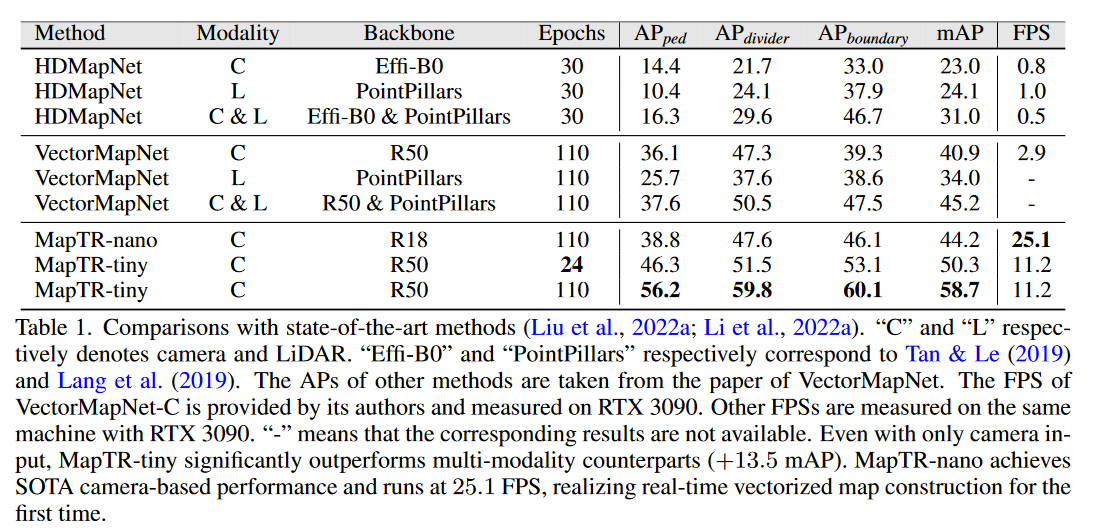 Method Modality Backbone Epochs APped APdivider APboundary mAP FPS
HDMapNet C Effi-B0 30 14.4 21.7 33.0 23.0 0.8
HDMapNet L PointPillars 30 10.4 24.1 37.9 24.1 1.0
HDMapNet C & L Effi-B0 & PointPillars 30 16.3 29.6 46.7 31.0 0.5
VectorMapNet C R50 110 36.1 47.3 39.3 40.9 2.9
VectorMapNet L PointPillars 110 25.7 37.6 38.6 34.0 -
VectorMapNet C & L R50 & PointPillars 110 37.6 50.5 47.5 45.2 -
MapTR-nano C R18 110 38.8 47.6 46.1 44.2 25.1
MapTR-tiny C R50 24 46.3 51.5 53.1 50.3 11.2
MapTR-tiny C R50 110 56.2 59.8 60.1 58.7 11.2
Table 1. Comparisons with state-of-the-art methods (Liu et al., 2022a; Li et al., 2022a). “C” and “L” respec-
tively denotes camera and LiDAR. “Effi-B0” and “PointPillars” respectively correspond to Tan & Le (2019)
and Lang et al. (2019). The APs of other methods are taken from the paper of VectorMapNet. The FPS of
VectorMapNet-C is provided by its authors and measured on RTX 3090. Other FPSs are measured on the same
machine with RTX 3090. “-” means that the corresponding results are not available. Even with only camera in-
put, MapTR-tiny significantly outperforms multi-modality counterparts (+13.5 mAP). MapTR-nano achieves
SOTA camera-based performance and runs at 25.1 FPS, realizing real-time vectorized map construction for the
first time.